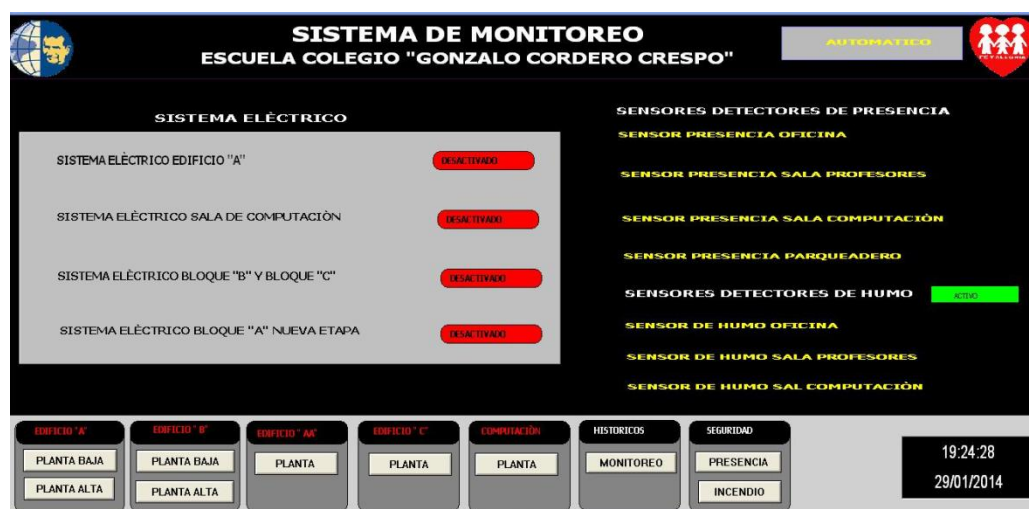 SISTEMA DE MONITOREO
ESCUELA COLEGIO "GONZALO CORDERO CRESPO"
AUTOMATICO
FE Y ALEGRIA
SISTEMA ELÈCTRICO
SISTEMA ELÈCTRICO EDIFICIO "A" DESACTIVADO
SISTEMA ELÈCTRICO SALA DE COMPUTACIÒN DESACTIVADO
SISTEMA ELÈCTRICO BLOQUE "B" Y BLOQUE "C" DESACTIVADO
SISTEMA ELÈCTRICO BLOQUE "A" NUEVA ETAPA DESACTIVADO
SENSORES DETECTORES DE PRESENCIA
SENSOR PRESENCIA OFICINA
SENSOR PRESENCIA SALA PROFESORES
SENSOR PRESENCIA SALA COMPUTACIÒN
SENSOR PRESENCIA PARQUEADERO
SENSORES DETECTORES DE HUMO ACTIVO
SENSOR DE HUMO OFICINA
SENSOR DE HUMO SALA PROFESORES
SENSOR DE HUMO SAL COMPUTACIÒN
EDIFICIO "A"
PLANTA BAJA
PLANTA ALTA
EDIFICIO " B"
PLANTA BAJA
PLANTA ALTA
EDIFICIO " AA"
PLANTA
EDIFICIO " C"
PLANTA
COMPUTACIÒN
PLANTA
HISTORICOS
MONITOREO
SEGURIDAD
PRESENCIA
INCENDIO
19:24:28
29/01/2014